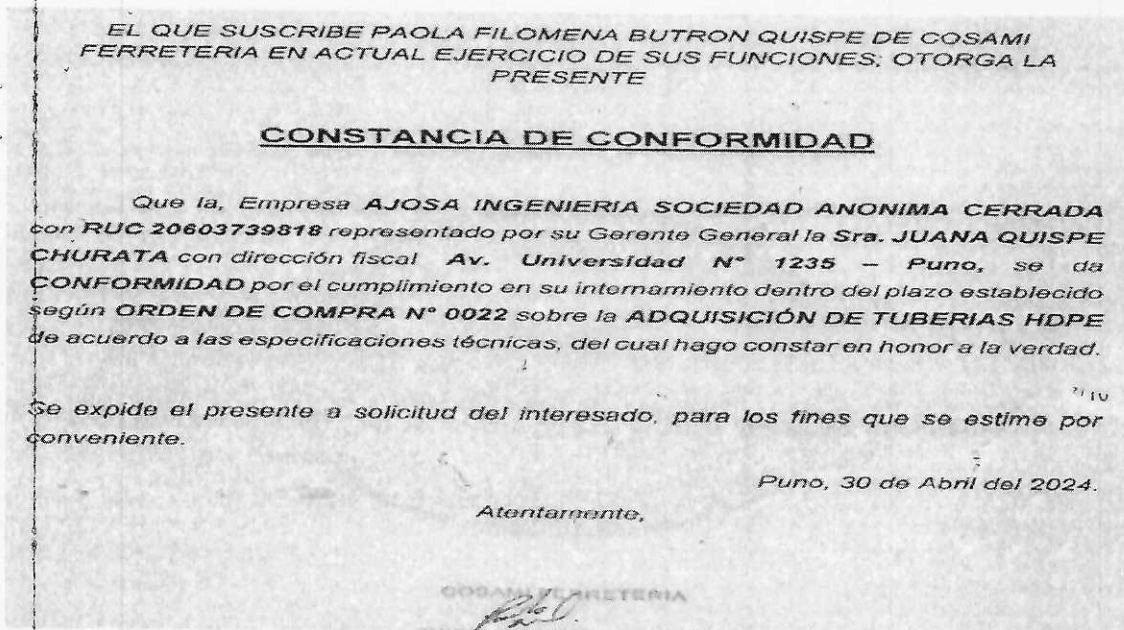 EL QUE SUSCRIBE PAOLA FILOMENA BUTRON QUISPE DE COSAMI
FERRETERIA EN ACTUAL EJERCICIO DE SUS FUNCIONES; OTORGA LA
PRESENTE
CONSTANCIA DE CONFORMIDAD
Que la, Empresa AJOSA INGENIERIA SOCIEDAD ANONIMA CERRADA
con RUC 20603739818 representado por su Gerente General la Sra. JUANA QUISPE
CHURATA con dirección fiscal Av. Universidad N° 1235 – Puno, se da
CONFORMIDAD por el cumplimiento en su internamiento dentro del plazo establecido
según ORDEN DE COMPRA N° 0022 sobre la ADQUISICIÓN DE TUBERIAS HDPE
de acuerdo a las especificaciones técnicas, del cual hago constar en honor a la verdad.
Se expide el presente a solicitud del interesado, para los fines que se estime por
conveniente.
Puno, 30 de Abril del 2024.
Atentamente,
COSAMI FERRETERIA